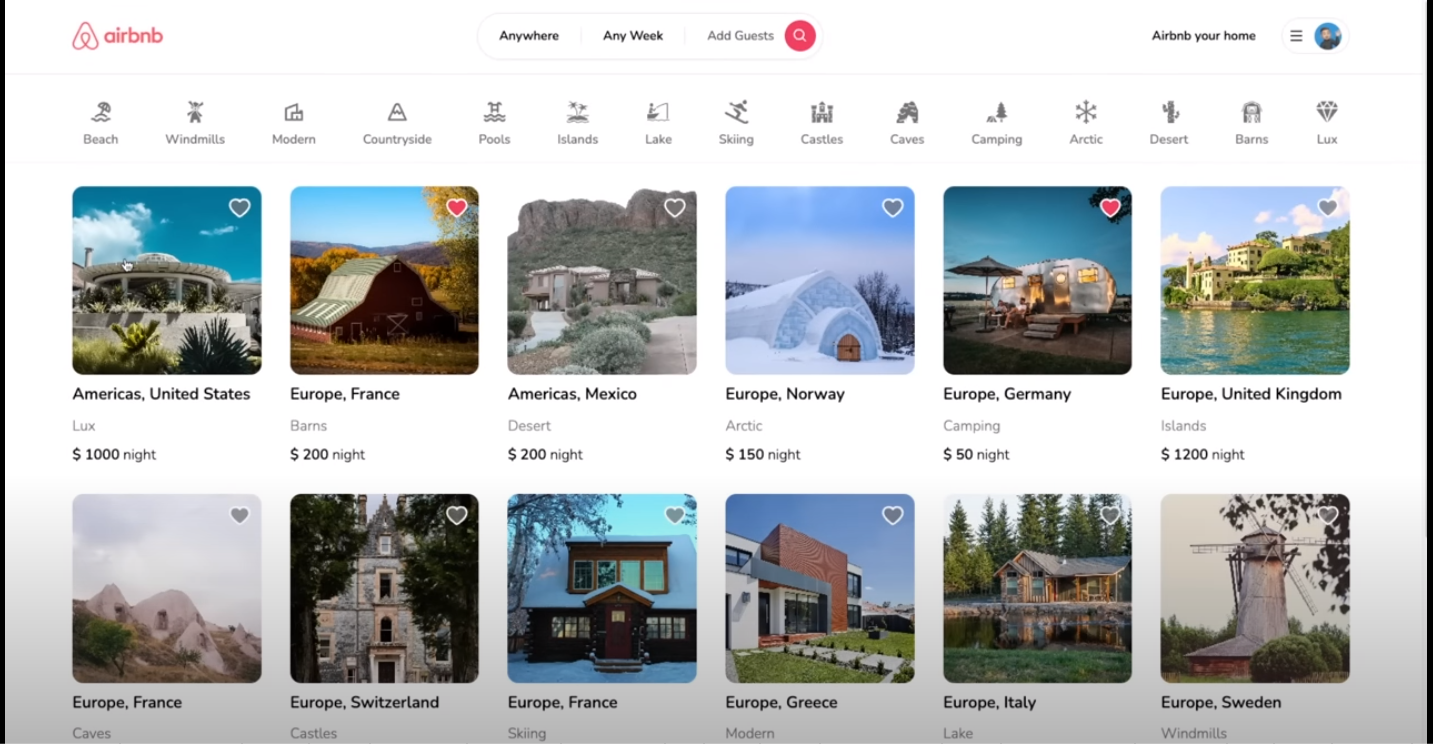 airbnb
Anywhere
Any Week
Add Guests
Airbnb your home
Beach
Windmills
Modern
Countryside
Pools
Islands
Lake
Skiing
Castles
Caves
Camping
Arctic
Desert
Barns
Lux
Americas, United States
Lux
$ 1000 night
Europe, France
Barns
$ 200 night
Americas, Mexico
Desert
$ 200 night
Europe, Norway
Arctic
$ 150 night
Europe, Germany
Camping
$ 50 night
Europe, United Kingdom
Islands
$ 1200 night
Europe, France
Caves
Europe, Switzerland
Castles
Europe, France
Skiing
Europe, Greece
Modern
Europe, Italy
Lake
Europe, Sweden
Windmills